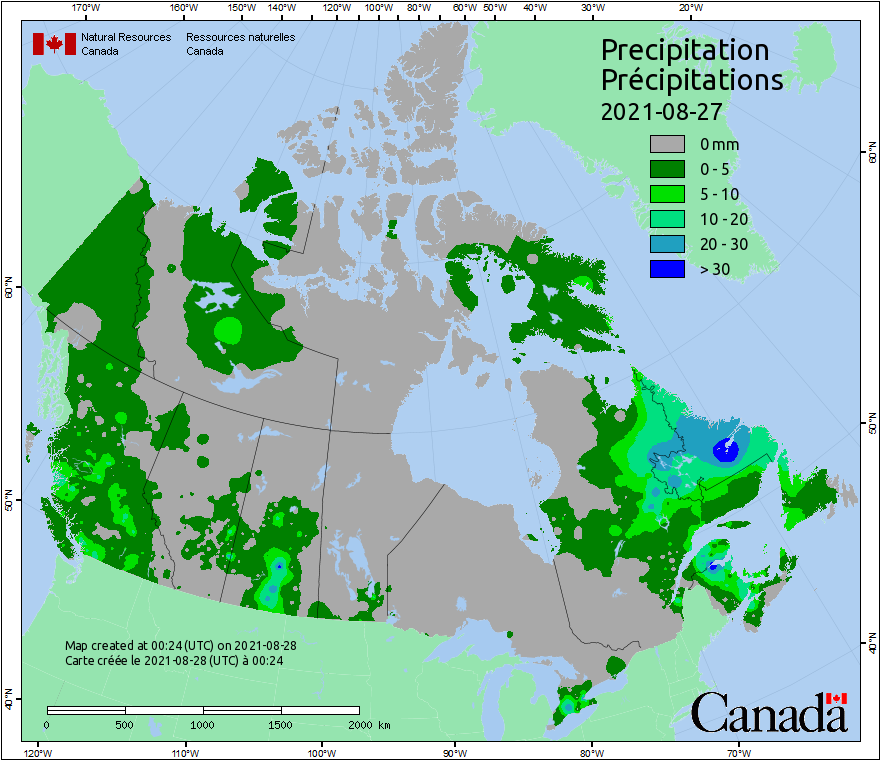 170°W 160°W 150°W 140°W 130°W 120°W 110°W 100°W 90°W 80°W 60°W 50°W 40°W 30°W 20°W
Natural Resources Canada
Ressources naturelles Canada
Precipitation
Précipitations
2021-08-27
0 mm
0 - 5
5 - 10
10 - 20
20 - 30
> 30
60°N
60°N
50°N
50°N
40°N
40°N
Map created at 00:24 (UTC) on 2021-08-28
Carte créée le 2021-08-28 (UTC) à 00:24
0 500 1000 1500 2000 km
Canada
120°W 110°W 100°W 90°W 80°W 70°W